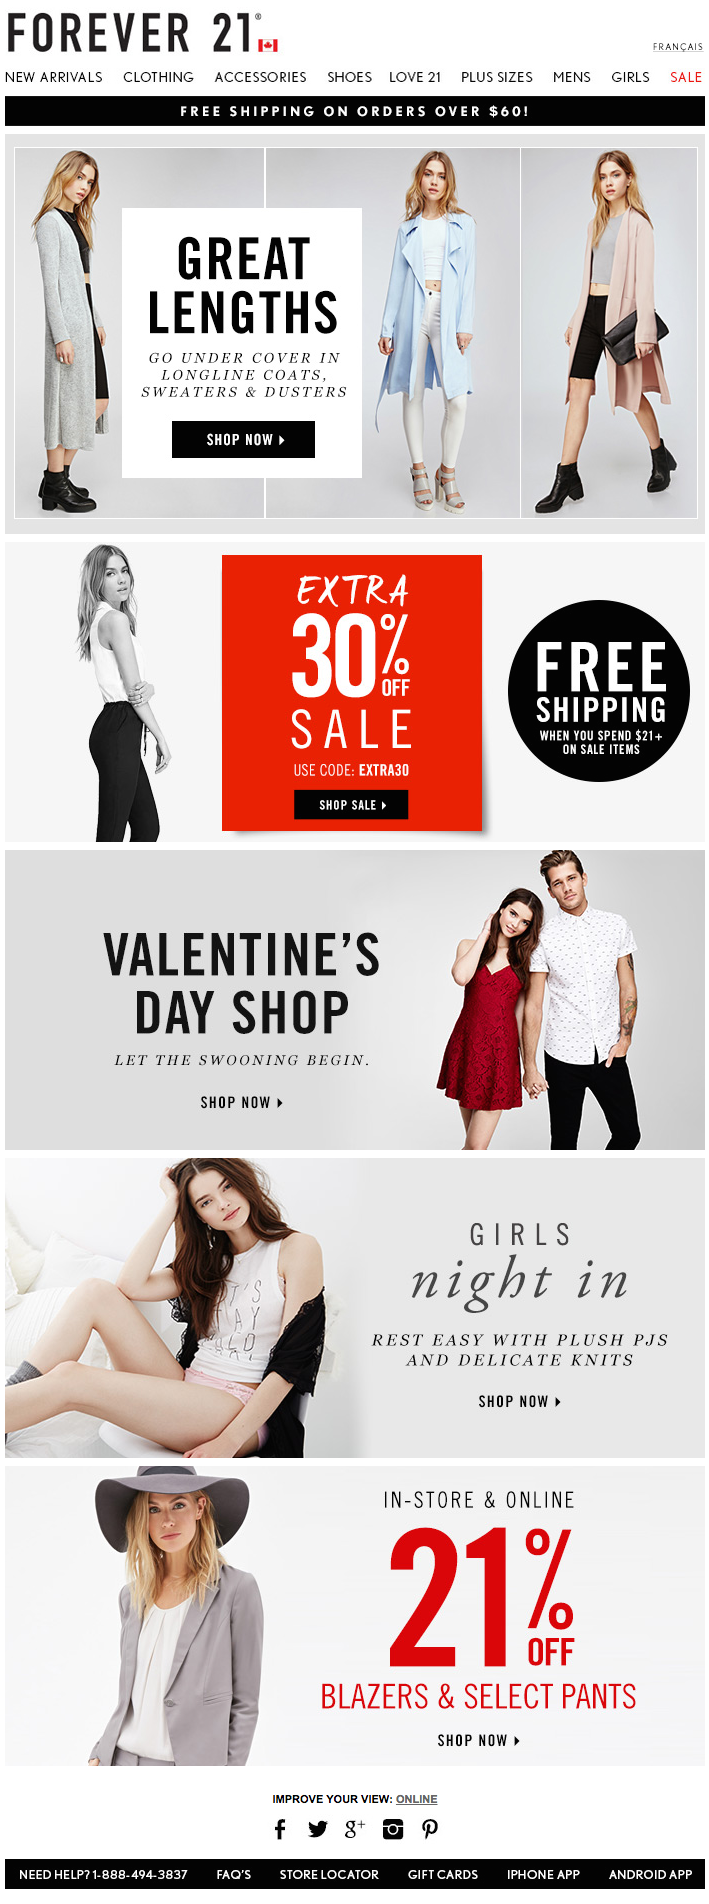 FOREVER 21®
FRANÇAIS
NEW ARRIVALS CLOTHING ACCESSORIES SHOES LOVE 21 PLUS SIZES MENS GIRLS SALE
FREE SHIPPING ON ORDERS OVER $60!
GREAT
LENGTHS
GO UNDER COVER IN
LONGLINE COATS,
SWEATERS & DUSTERS
SHOP NOW
EXTRA
30%
OFF
SALE
USE CODE: EXTRA30
SHOP SALE
FREE
SHIPPING
WHEN YOU SPEND $21+
ON SALE ITEMS
VALENTINE'S
DAY SHOP
LET THE SWOONING BEGIN.
SHOP NOW
GIRLS
night in
REST EASY WITH PLUSH PJS
AND DELICATE KNITS
SHOP NOW
IN-STORE & ONLINE
21%
OFF
BLAZERS & SELECT PANTS
SHOP NOW
IMPROVE YOUR VIEW: ONLINE
NEED HELP? 1-888-494-3837 FAQ'S STORE LOCATOR GIFT CARDS IPHONE APP ANDROID APP